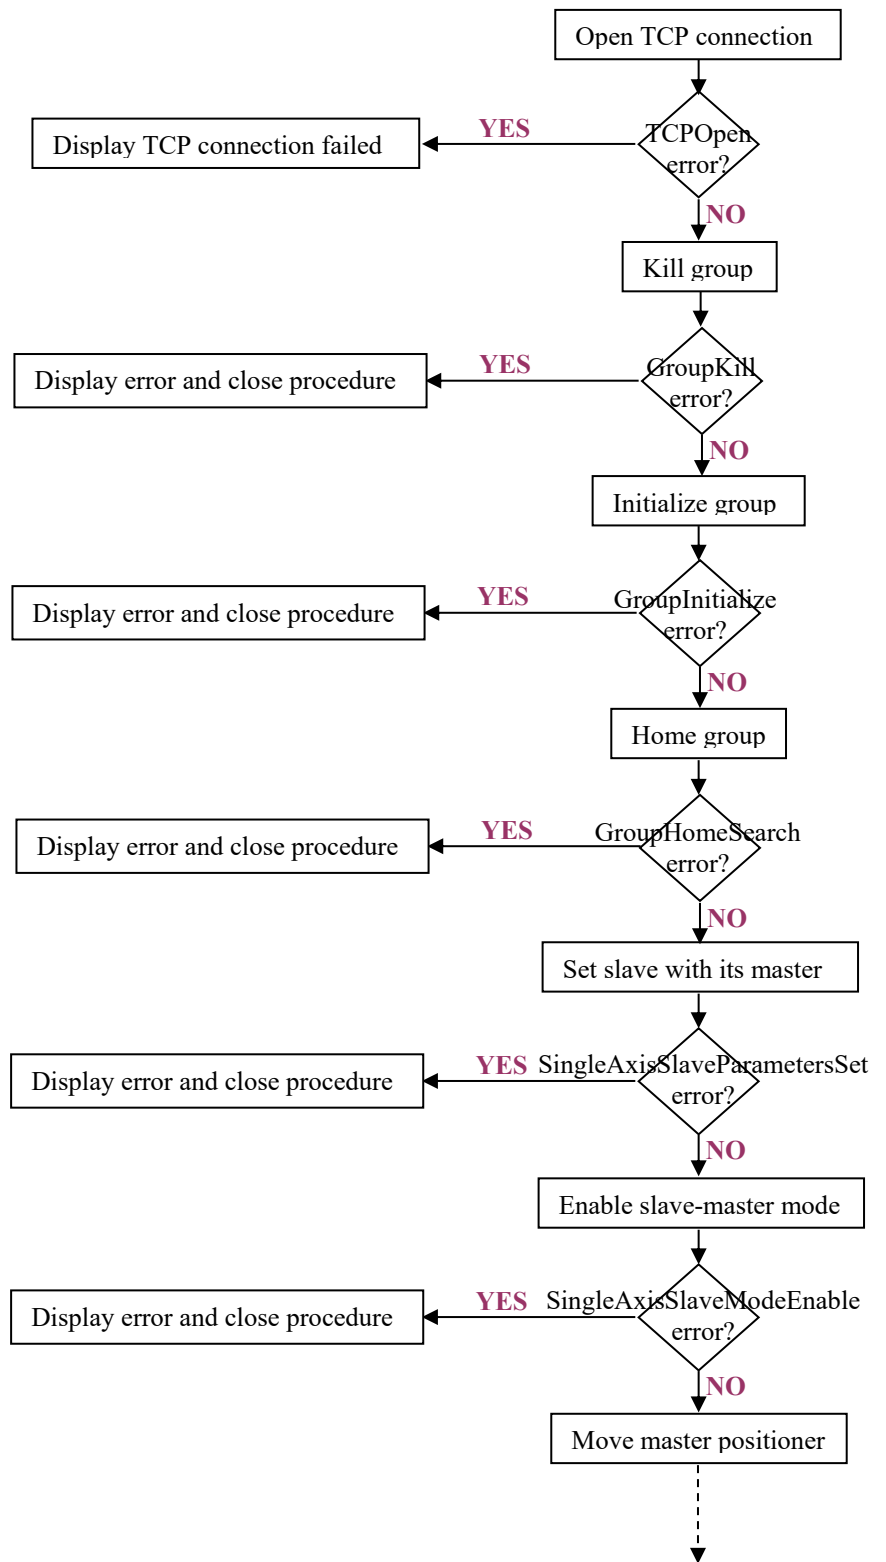 Open TCP connection
TCPOpen
error?
YES
Display TCP connection failed
NO
Kill group
GroupKill
error?
YES
Display error and close procedure
NO
Initialize group
GroupInitialize
error?
YES
Display error and close procedure
NO
Home group
GroupHomeSearch
error?
YES
Display error and close procedure
NO
Set slave with its master
SingleAxisSlaveParametersSet
error?
YES
Display error and close procedure
NO
Enable slave-master mode
SingleAxisSlaveModeEnable
error?
YES
Display error and close procedure
NO
Move master positioner